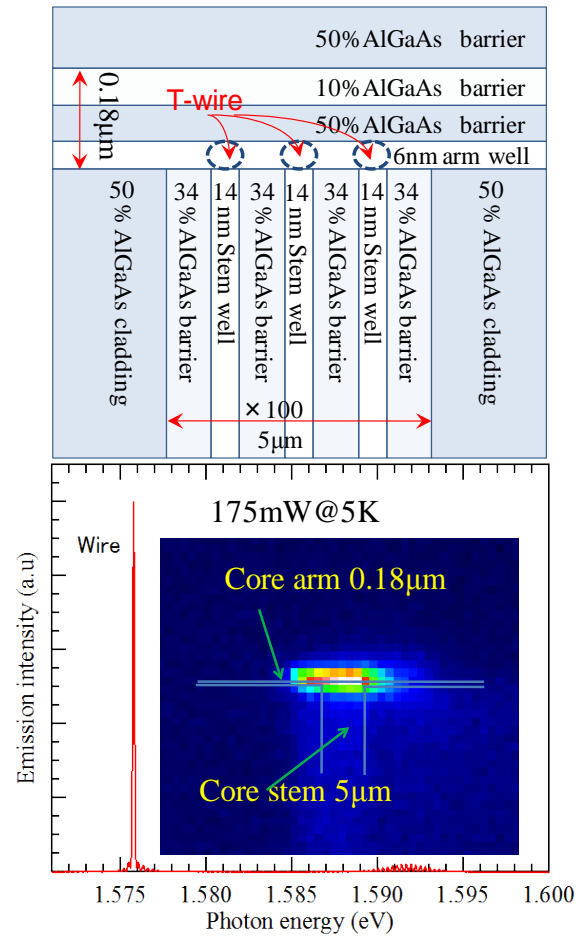 50%AlGaAs barrier
10%AlGaAs barrier
50%AlGaAs barrier
0.18μm
T-wire
6nm arm well
50 % AlGaAs cladding
34 % AlGaAs barrier
14 nm Stem well
34 % AlGaAs barrier
14 nm Stem well
34 % AlGaAs barrier
14 nm Stem well
34 % AlGaAs barrier
50 % AlGaAs cladding
×100
5μm
175mW@5K
Wire
Core arm 0.18μm
Core stem 5μm
Emission intensity (a.u)
1.575
1.580
1.585
1.590
1.595
1.600
Photon energy (eV)